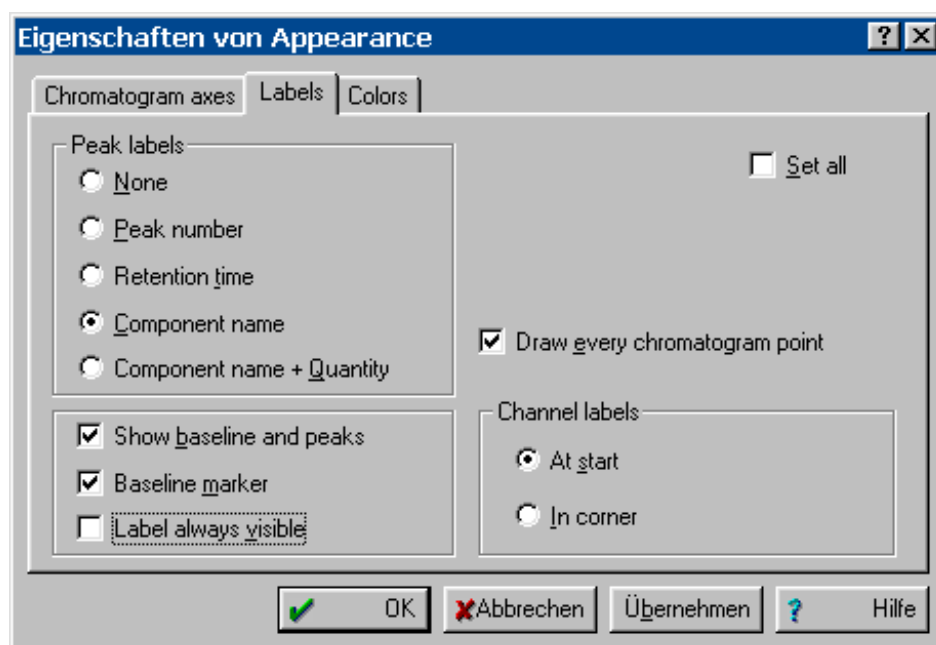 Eigenschaften von Appearance
Chromatogram axes Labels Colors
Peak labels
None
Peak number
Retention time
Component name
Component name + Quantity
Set all
Draw every chromatogram point
Show baseline and peaks
Baseline marker
Label always visible
Channel labels
At start
In corner
OK Abbrechen Übernehmen ? Hilfe